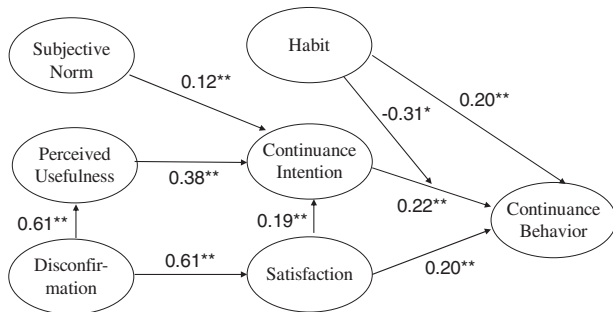 Subjective
Norm
Habit
0.12**
-0.31*
0.20**
Perceived
Usefulness
0.38**
Continuance
Intention
0.22**
0.61**
0.19**
Continuance
Behavior
Disconfir-
mation
0.61**
Satisfaction
0.20**